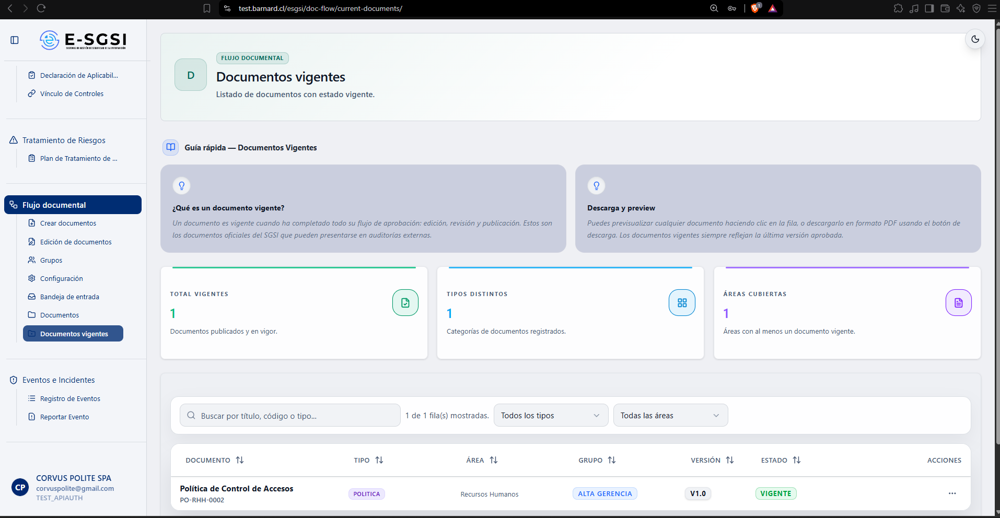 test.barnard.cl/esgsi/doc-flow/current-documents/
1
E-SGSI
SISTEMAS DE GESTIÓN DE SEGURIDAD DE LA INFORMACIÓN
Declaración de Aplicabil...
Vínculo de Controles
Tratamiento de Riesgos
Plan de Tratamiento de ...
Flujo documental
Crear documentos
Edición de documentos
Grupos
Configuración
Bandeja de entrada
Documentos
Documentos vigentes
Eventos e Incidentes
Registro de Eventos
Reportar Evento
CP
CORVUS POLITE SPA
corvuspolite@gmail.com
TEST_APIAUTH
D
FLUJO DOCUMENTAL
Documentos vigentes
Listado de documentos con estado vigente.
Guía rápida — Documentos Vigentes
¿Qué es un documento vigente?
Un documento es vigente cuando ha completado todo su flujo de aprobación: edición, revisión y publicación. Estos son
los documentos oficiales del SGSI que pueden presentarse en auditorías externas.
Descarga y preview
Puedes previsualizar cualquier documento haciendo clic en la fila, o descargarlo en formato PDF usando el botón de
descarga. Los documentos vigentes siempre reflejan la última versión aprobada.
TOTAL VIGENTES
1
Documentos publicados y en vigor.
TIPOS DISTINTOS
1
Categorías de documentos registrados.
ÁREAS CUBIERTAS
1
Áreas con al menos un documento vigente.
Buscar por título, código o tipo...
1 de 1 fila(s) mostradas.
Todos los tipos
Todas las áreas
DOCUMENTO TIPO ÁREA GRUPO VERSIÓN ESTADO ACCIONES
Política de Control de Accesos
PO-RHH-0002
POLITICA
Recursos Humanos
ALTA GERENCIA
V1.0
VIGENTE
...